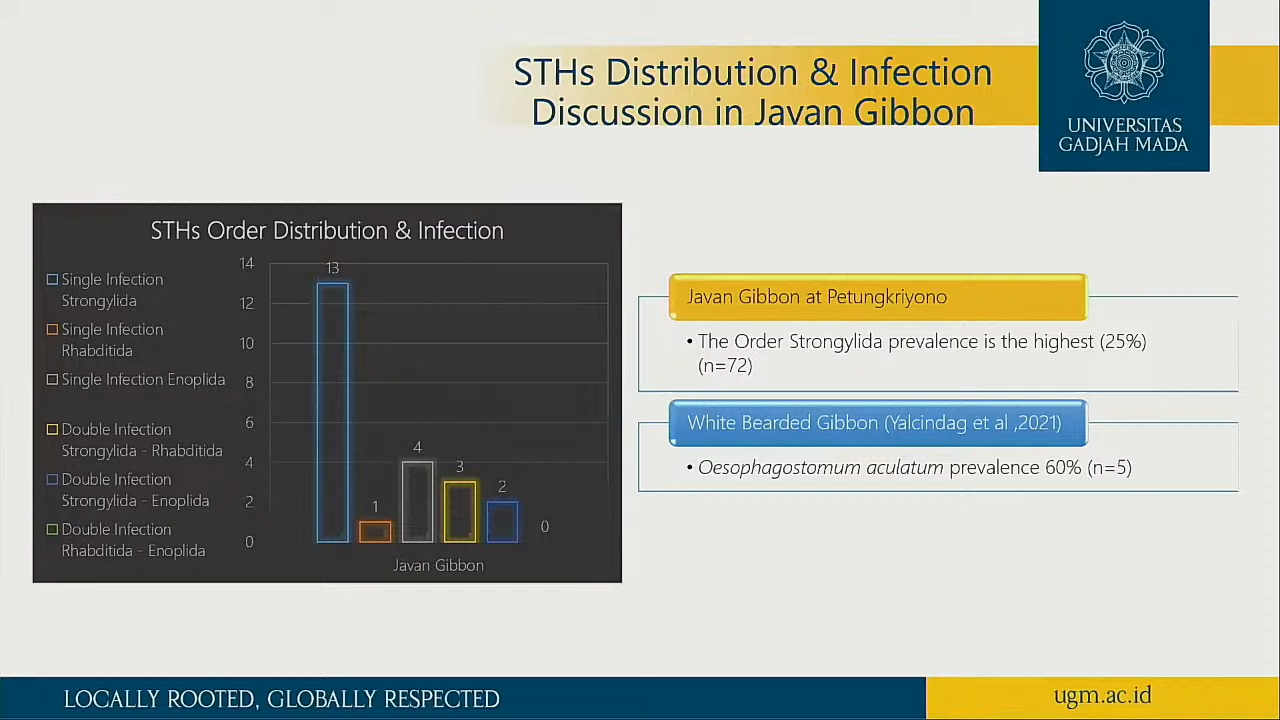 STHs Distribution & Infection
Discussion in Javan Gibbon
UNIVERSITAS
GADJAH MADA
STHs Order Distribution & Infection
Single Infection
Strongylida
Single Infection
Rhabditida
Single Infection Enoplida
Double Infection
Strongylida - Rhabditida
Double Infection
Strongylida - Enoplida
Double Infection
Rhabditida - Enoplida
14
12
10
8
6
4
2
0
13
1
4
3
2
0
Javan Gibbon
Javan Gibbon at Petungkriyono
• The Order Strongylida prevalence is the highest (25%)
(n=72)
White Bearded Gibbon (Yalcindag et al ,2021)
• Oesophagostomum aculatum prevalence 60% (n=5)
LOCALLY ROOTED, GLOBALLY RESPECTED
ugm.ac.id